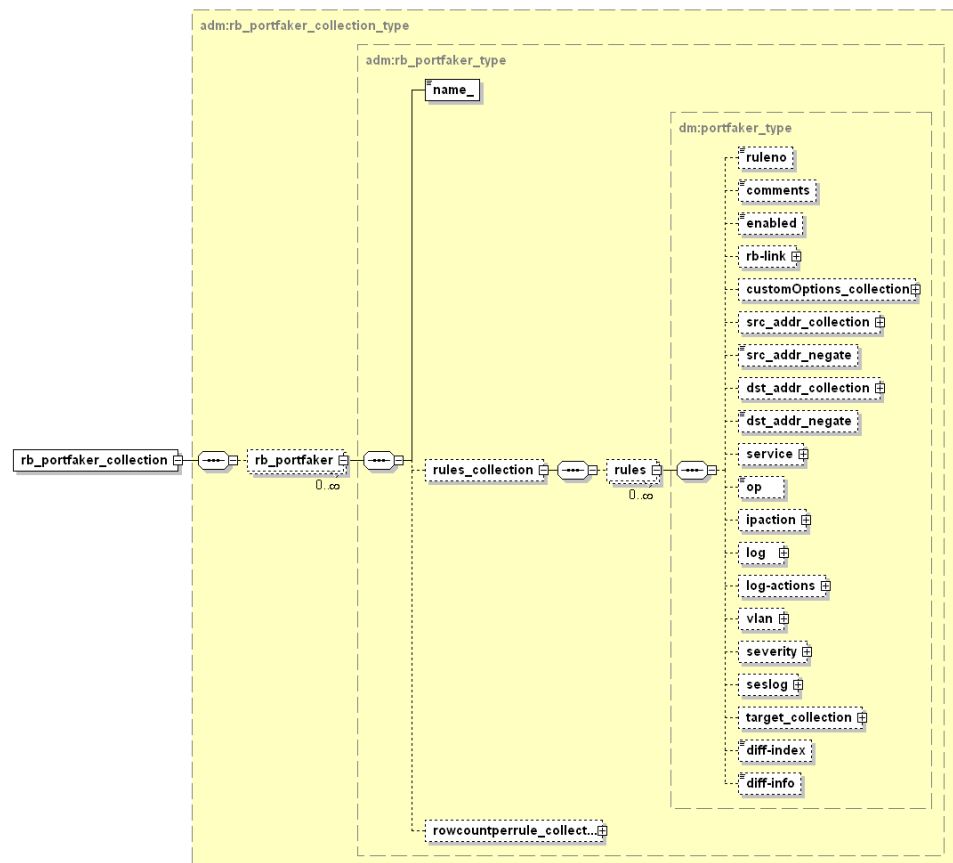 adm:rb_portfaker_collection_type
adm:rb_portfaker_type
name_
dm:portfaker_type
ruleno
comments
enabled
rb-link
customOptions_collection
src_addr_collection
src_addr_negate
dst_addr_collection
dst_addr_negate
service
rb_portfaker_collection
rb_portfaker
0..∞
rules_collection
rules
0..∞
op
ipaction
log
log-actions
vlan
severity
seslog
target_collection
diff-index
diff-info
rowcountperrule_collect...